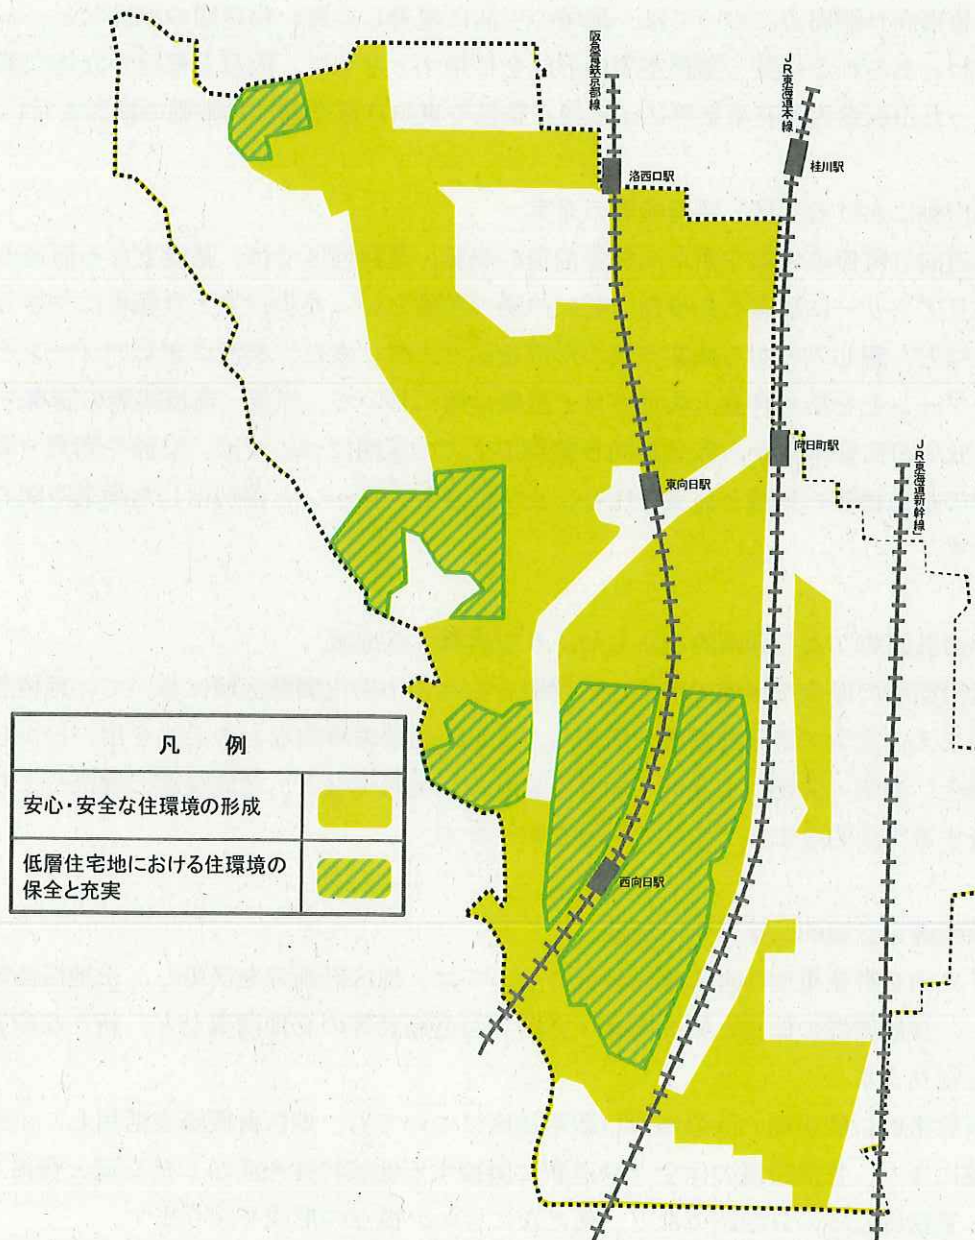 阪急電鉄京都線
JR東海道本線
洛西口駅
桂川駅
向日町駅
JR東海道新幹線」
東向日駅
凡 例
安心・安全な住環境の形成
低層住宅地における住環境の
保全と充実
西向日駅